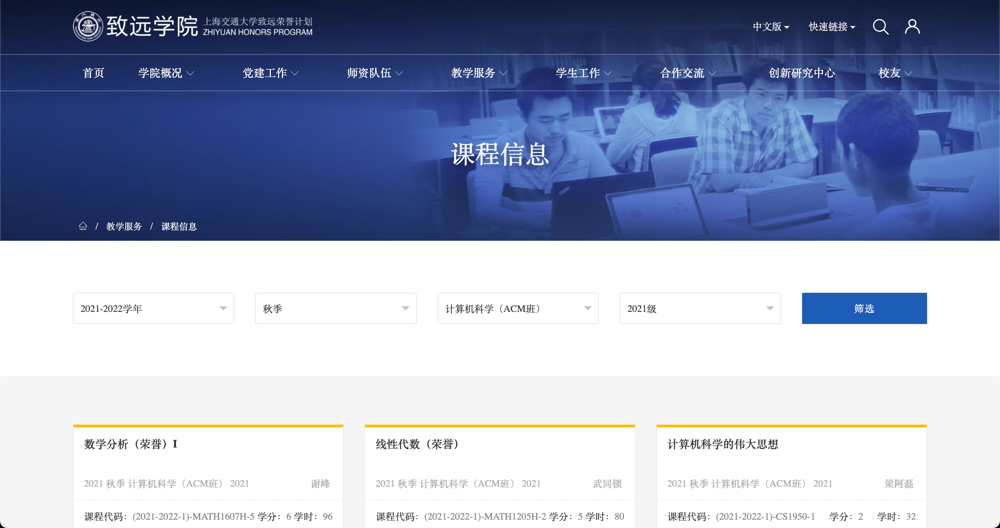 致远学院
上海交通大学致远荣誉计划
ZHIYUAN HONORS PROGRAM
中文版
快速链接
首页
学院概况
党建工作
师资队伍
教学服务
学生工作
合作交流
创新研究中心
校友
课程信息
/ 教学服务 / 课程信息
2021-2022学年
秋季
计算机科学（ACM班）
2021级
筛选
数学分析（荣誉）I
2021 秋季 计算机科学（ACM班） 2021 谢峰
课程代码：(2021-2022-1)-MATH1607H-5 学分：6 学时：96
线性代数（荣誉）
2021 秋季 计算机科学（ACM班） 2021 武同锁
课程代码：(2021-2022-1)-MATH1205H-2 学分：5 学时：80
计算机科学的伟大思想
2021 秋季 计算机科学（ACM班） 2021 梁阿磊
课程代码：(2021-2022-1)-CS1950-1 学分：2 学时：32